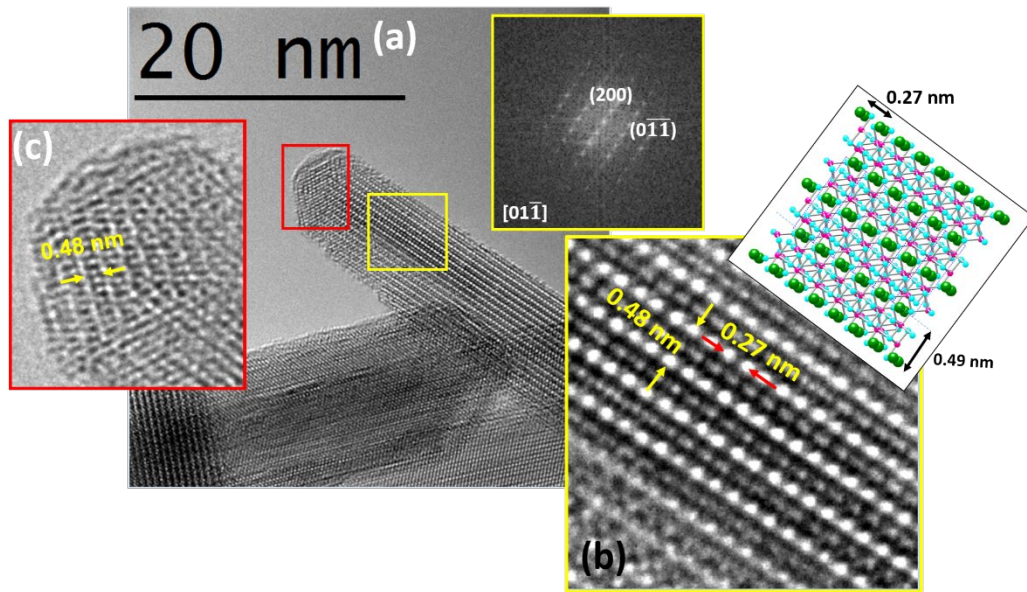 20 nm
(a)
(200)
(01̅1̅)
[011̅]
0.27 nm
(c)
0.48 nm
0.48 nm
0.27 nm
0.49 nm
(b)